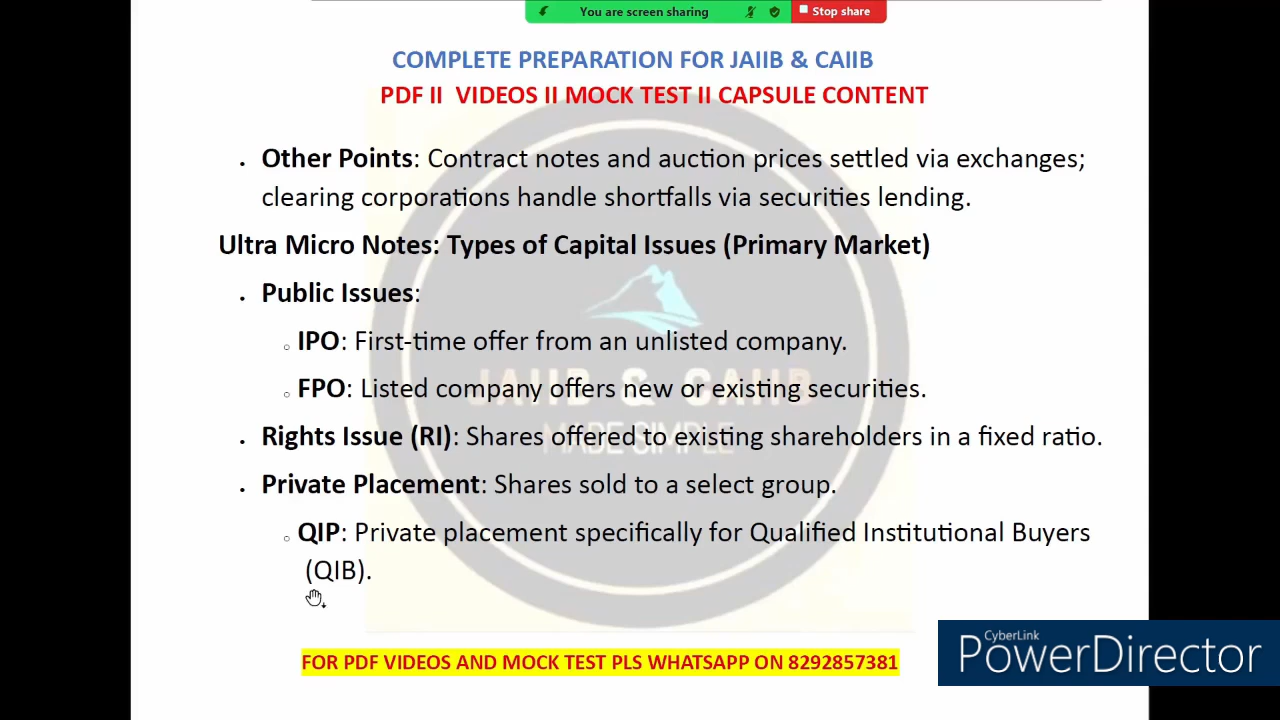 You are screen sharing
Stop share
COMPLETE PREPARATION FOR JAIIB & CAIIB
PDF II VIDEOS II MOCK TEST II CAPSULE CONTENT
• Other Points: Contract notes and auction prices settled via exchanges;
clearing corporations handle shortfalls via securities lending.
Ultra Micro Notes: Types of Capital Issues (Primary Market)
• Public Issues:
○ IPO: First-time offer from an unlisted company.
○ FPO: Listed company offers new or existing securities.
JAIIB & CAIIB
• Rights Issue (RI): Shares offered to existing shareholders in a fixed ratio.
MADE SIMPLE
• Private Placement: Shares sold to a select group.
○ QIP: Private placement specifically for Qualified Institutional Buyers
(QIB).
FOR PDF VIDEOS AND MOCK TEST PLS WHATSAPP ON 8292857381
CyberLink
PowerDirector